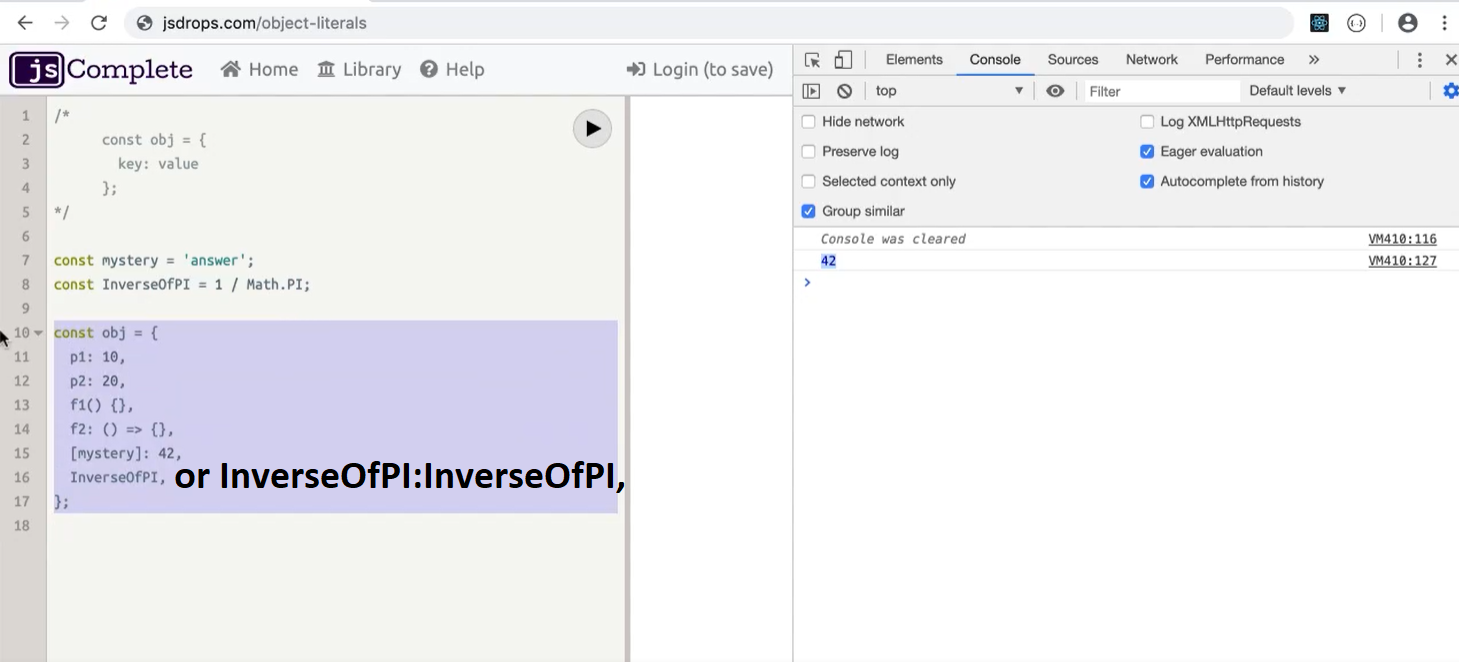 jsdrops.com/object-literals
jsComplete Home Library Help Login (to save)
1 /*
2 const obj = {
3 key: value
4 };
5 */
6
7 const mystery = 'answer';
8 const InverseOfPI = 1 / Math.PI;
9
10 const obj = {
11 p1: 10,
12 p2: 20,
13 f1() {},
14 f2: () => {},
15 [mystery]: 42,
16 InverseOfPI, or InverseOfPI:InverseOfPI,
17 };
18
Elements Console Sources Network Performance »
top Filter Default levels ▼
Hide network Log XMLHttpRequests
Preserve log Eager evaluation
Selected context only Autocomplete from history
Group similar
Console was cleared VM410:116
42 VM410:127
>